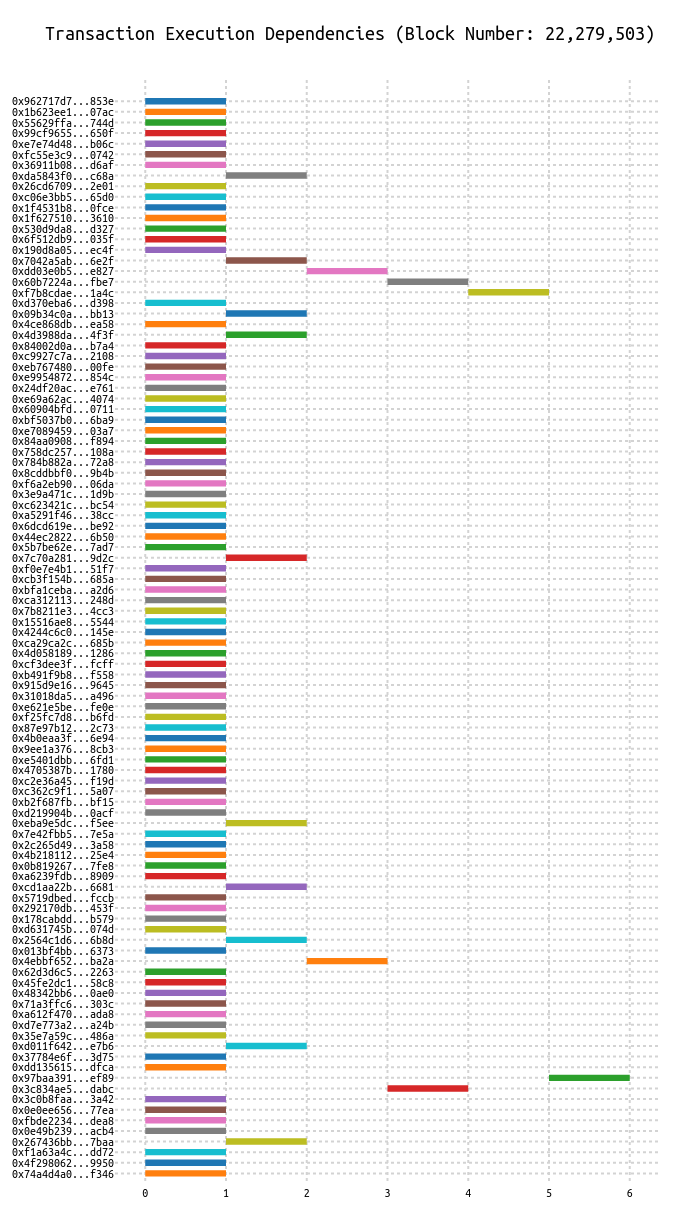 Transaction Execution Dependencies (Block Number: 22,279,503)
0x962717d7...853e
0x1b623ee1...07ac
0x55629ffa...744d
0x99cf9655...650f
0xe7e74d48...b06c
0xfc55e3c9...0742
0x36911b08...d6af
0xda5843f0...c68a
0x26cd6709...2e01
0xc06e3bb5...65d0
0x1f4531b8...0fce
0x1f627510...3610
0x530d9da8...d327
0x6f512db9...035f
0x190d8a05...ec4f
0x7042a5ab...6e2f
0xdd03e0b5...e827
0x60b7224a...fbe7
0xf7b8cdae...1a4c
0xd370eba6...d398
0x09b34c0a...bb13
0x4ce868db...ea58
0x4d3988da...4f3f
0x84002d0a...b7a4
0xc9927c7a...2108
0xeb767480...00fe
0xe9954872...854c
0x24df20ac...e761
0xe69a62ac...4074
0x60904bfd...0711
0xbf5037b0...6ba9
0xe7089459...03a7
0x84aa0908...f894
0x758dc257...108a
0x784b882a...72a8
0x8cddbbf0...9b4b
0xf6a2eb90...06da
0x3e9a471c...1d9b
0xc623421c...bc54
0xa5291f46...38cc
0x6dcd619e...be92
0x44ec2822...6b50
0x5b7be62e...7ad7
0x7c70a281...9d2c
0xf0e7e4b1...51f7
0xcb3f154b...685a
0xbfa1ceba...a2d6
0xca312113...248d
0x7b8211e3...4cc3
0x15516ae8...5544
0x4244c6c0...145e
0xca29ca2c...685b
0x4d058189...1286
0xcf3dee3f...fcff
0xb491f9b8...f558
0x915d9e16...9645
0x31018da5...a496
0xe621e5be...fe0e
0xf25fc7d8...b6fd
0x87e97b12...2c73
0x4b0eaa3f...6e94
0x9ee1a376...8cb3
0xe5401dbb...6fd1
0x4705387b...1780
0xc2e36a45...f19d
0xc362c9f1...5a07
0xb2f687fb...bf15
0xd219904b...0acf
0xeba9e5dc...f5ee
0x7e42fbb5...7e5a
0x2c265d49...3a58
0x4b218112...25e4
0x0b819267...7fe8
0xa6239fdb...8909
0xcd1aa22b...6681
0x5719dbed...fccb
0x292170db...453f
0x178cabdd...b579
0xd631745b...074d
0x2564c1d6...6b8d
0x013bf4bb...6373
0x4ebbf652...ba2a
0x62d3d6c5...2263
0x45fe2dc1...58c8
0x48342bb6...0ae0
0x71a3ffc6...303c
0xa612f470...ada8
0xd7e773a2...a24b
0x35e7a59c...486a
0xd011f642...e7b6
0x37784e6f...3d75
0xdd135615...dfca
0x97baa391...ef89
0x3c834ae5...dabc
0x3c0b8faa...3a42
0x0e0ee656...77ea
0xfbde2234...dea8
0x0e49b239...acb4
0x267436bb...7baa
0xf1a63a4c...dd72
0x4f298062...9950
0x74a4d4a0...f346
0 1 2 3 4 5 6